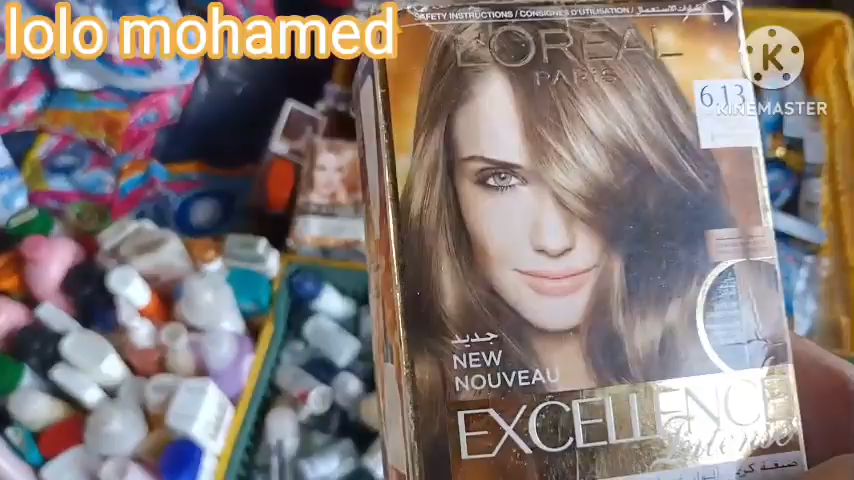 lolo mohamed
SAFETY INSTRUCTIONS / CONSIGNES D'UTILISATION /
L'ORÉAL
PARIS
6.13
KINEMASTER
جديد
NEW
NOUVEAU
EXCELLENCE
Intense